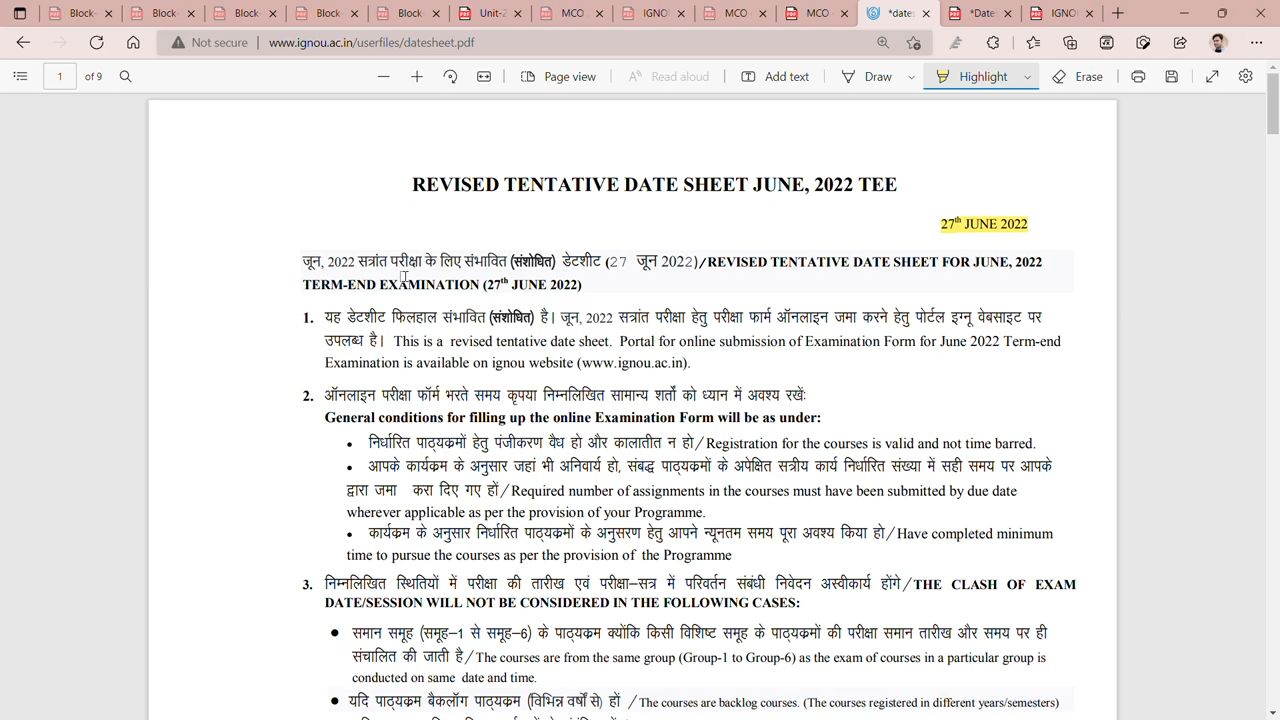 Block- Block- Block Block- Block Unit-2 MCO IGNO MCO MCO *dates *Date IGNO
Not secure www.ignou.ac.in/userfiles/datesheet.pdf
1 of 9 Page view Read aloud Add text Draw Highlight Erase
REVISED TENTATIVE DATE SHEET JUNE, 2022 TEE
27th JUNE 2022
जून, 2022 सत्रांत परीक्षा के लिए संभावित (संशोधित) डेटशीट (27 जून 2022)/REVISED TENTATIVE DATE SHEET FOR JUNE, 2022
TERM-END EXAMINATION (27th JUNE 2022)
1. यह डेटशीट फिलहाल संभावित (संशोधित) है। जून, 2022 सत्रांत परीक्षा हेतु परीक्षा फार्म ऑनलाइन जमा करने हेतु पोर्टल इग्नू वेबसाइट पर
उपलब्ध है। This is a revised tentative date sheet. Portal for online submission of Examination Form for June 2022 Term-end
Examination is available on ignou website (www.ignou.ac.in).
2. ऑनलाइन परीक्षा फॉर्म भरते समय कृपया निम्नलिखित सामान्य शर्तों को ध्यान में अवश्य रखें:
General conditions for filling up the online Examination Form will be as under:
• निर्धारित पाठ्यक्रमों हेतु पंजीकरण वैध हो और कालातीत न हो/Registration for the courses is valid and not time barred.
• आपके कार्यक्रम के अनुसार जहां भी अनिवार्य हो, संबद्ध पाठ्यक्रमों के अपेक्षित सत्रीय कार्य निर्धारित संख्या में सही समय पर आपके
द्वारा जमा करा दिए गए हों/Required number of assignments in the courses must have been submitted by due date
wherever applicable as per the provision of your Programme.
• कार्यक्रम के अनुसार निर्धारित पाठ्यक्रमों के अनुसरण हेतु आपने न्यूनतम समय पूरा अवश्य किया हो/Have completed minimum
time to pursue the courses as per the provision of the Programme
3. निम्नलिखित स्थितियों में परीक्षा की तारीख एवं परीक्षा–सत्र में परिवर्तन संबंधी निवेदन अस्वीकार्य होंगे/THE CLASH OF EXAM
DATE/SESSION WILL NOT BE CONSIDERED IN THE FOLLOWING CASES:
● समान समूह (समूह–1 से समूह–6) के पाठ्यक्रम क्योंकि किसी विशिष्ट समूह के पाठ्यक्रमों की परीक्षा समान तारीख और समय पर ही
संचालित की जाती है/The courses are from the same group (Group-1 to Group-6) as the exam of courses in a particular group is
conducted on same date and time.
● यदि पाठ्यक्रम बैकलॉग पाठ्यक्रम (विभिन्न वर्षों से) हों /The courses are backlog courses. (The courses registered in different years/semesters)